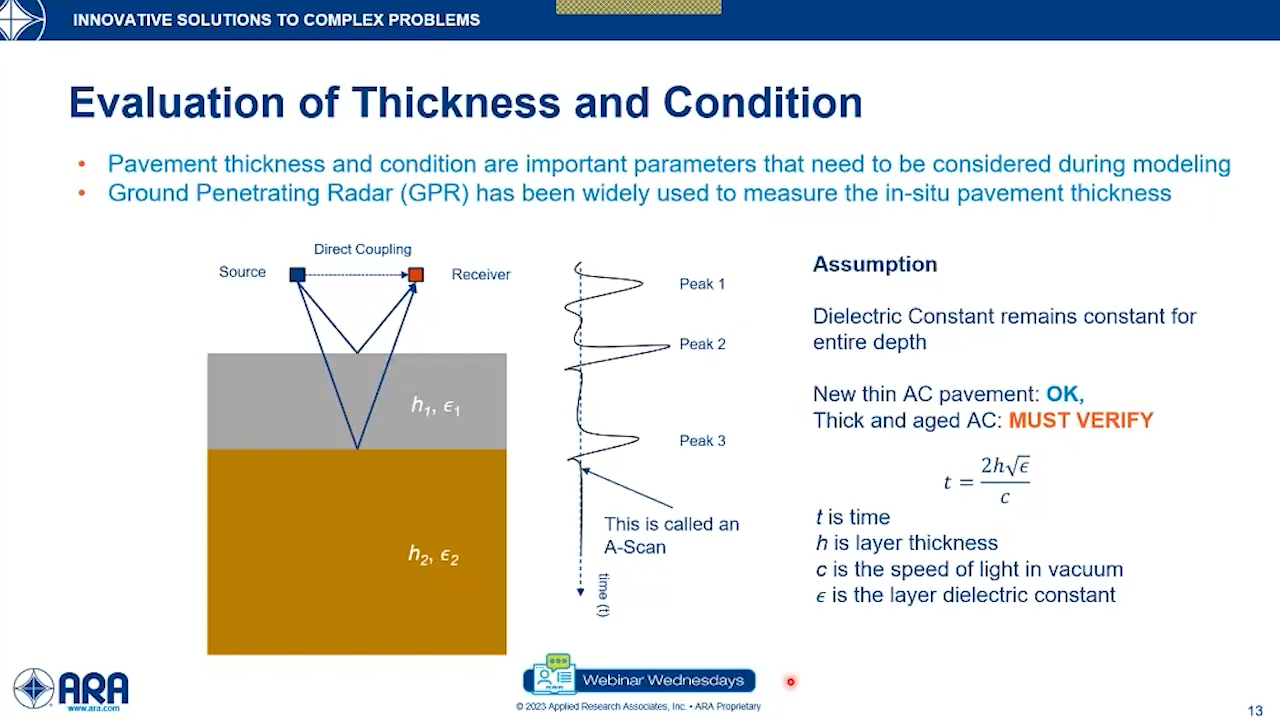 INNOVATIVE SOLUTIONS TO COMPLEX PROBLEMS
Evaluation of Thickness and Condition
• Pavement thickness and condition are important parameters that need to be considered during modeling
• Ground Penetrating Radar (GPR) has been widely used to measure the in-situ pavement thickness
Direct Coupling
Source
Receiver
h1, ϵ1
h2, ϵ2
Peak 1
Peak 2
Peak 3
This is called an
A-Scan
time (t)
Assumption
Dielectric Constant remains constant for
entire depth
New thin AC pavement: OK,
Thick and aged AC: MUST VERIFY
t = 2h√ϵ / c
t is time
h is layer thickness
c is the speed of light in vacuum
ϵ is the layer dielectric constant
ARA
www.ara.com
Webinar Wednesdays
© 2023 Applied Research Associates, Inc. • ARA Proprietary
13